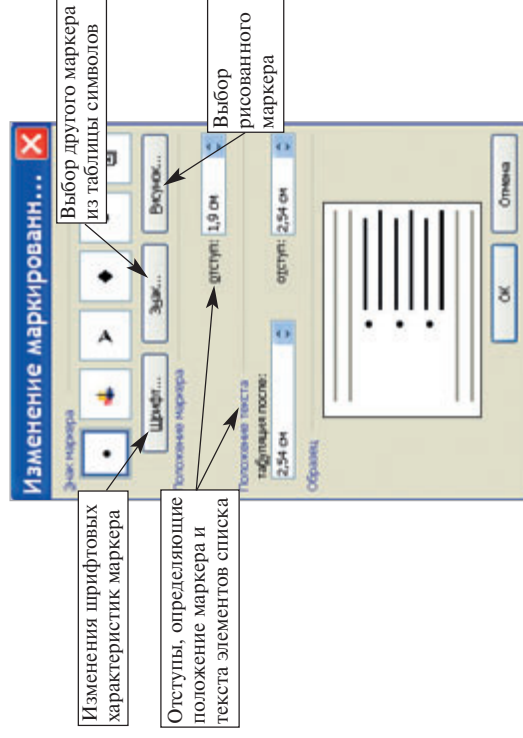 Изменение маркированн...
Выбор другого маркера
из таблицы символов
Знак маркера
Шрифт...
Знак...
Рисунок...
Изменения шрифтовых
характеристик маркера
Выбор
рисованного
маркера
Положение маркера
отступ:
1,9 см
Отступы, определяющие
положение маркера и
текста элементов списка
Положение текста
табуляция после:
2,54 см
отступ:
2,54 см
Образец
ОК
Отмена